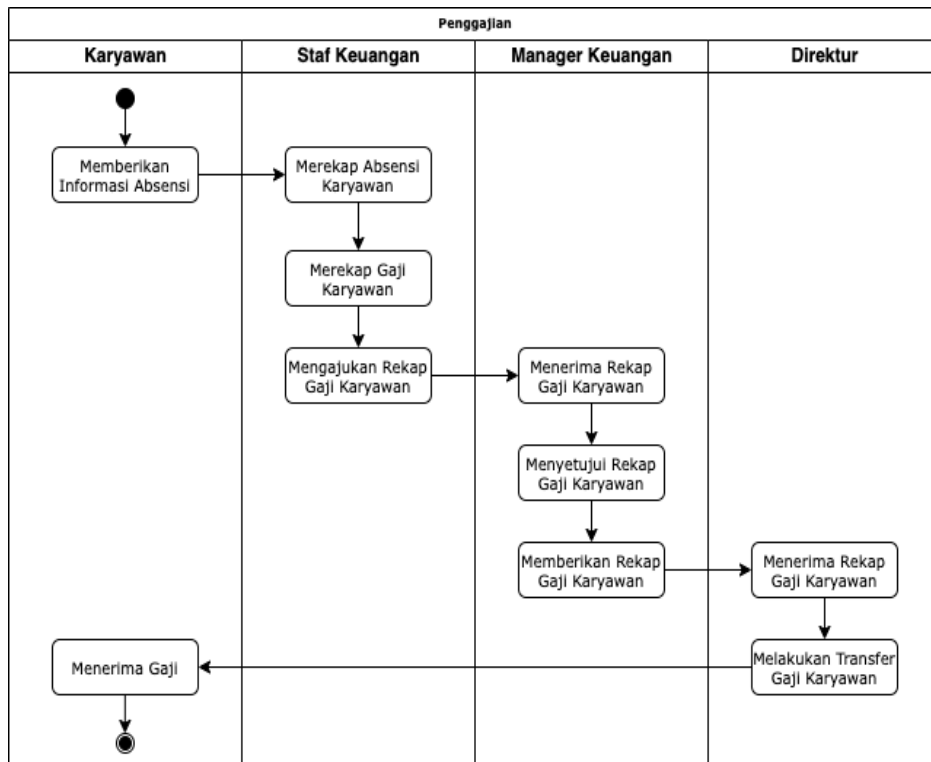 Penggajian
Karyawan
Staf Keuangan
Manager Keuangan
Direktur
Memberikan
Informasi Absensi
Merekap Absensi
Karyawan
Merekap Gaji
Karyawan
Mengajukan Rekap
Gaji Karyawan
Menerima Rekap
Gaji Karyawan
Menyetujui Rekap
Gaji Karyawan
Memberikan Rekap
Gaji Karyawan
Menerima Rekap
Gaji Karyawan
Melakukan Transfer
Gaji Karyawan
Menerima Gaji